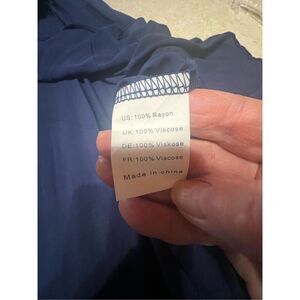 US:100% Rayon
UK:100% Viscose
DE:100% Viskose
FR:100% Viscose
Made in china